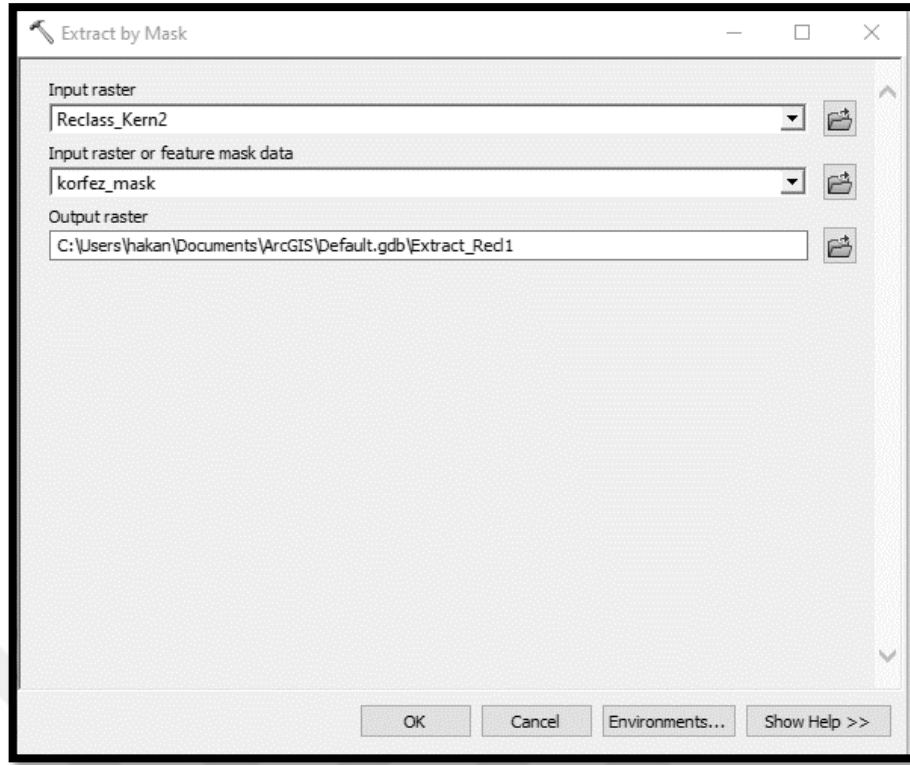 Extract by Mask
Input raster
Reclass_Kern2
Input raster or feature mask data
korfez_mask
Output raster
C:\Users\hakan\Documents\ArcGIS\Default.gdb\Extract_Recl1
OK Cancel Environments... Show Help >>